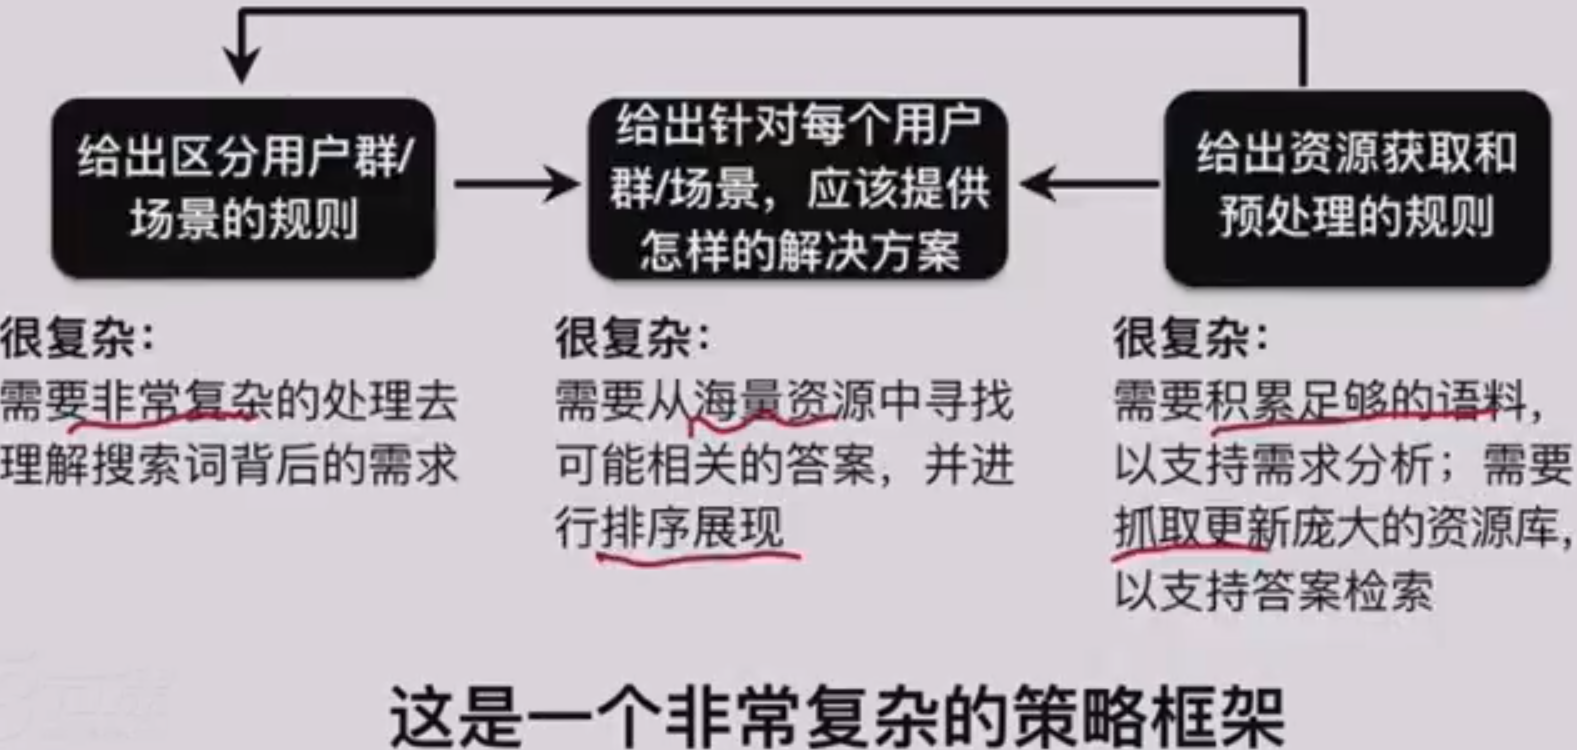 给出区分用户群/
场景的规则
给出针对每个用户
群/场景，应该提供
怎样的解决方案
给出资源获取和
预处理的规则
很复杂：
需要非常复杂的处理去
理解搜索词背后的需求
很复杂：
需要从海量资源中寻找
可能相关的答案，并进
行排序展现
很复杂：
需要积累足够的语料，
以支持需求分析；需要
抓取更新庞大的资源库，
以支持答案检索
这是一个非常复杂的策略框架